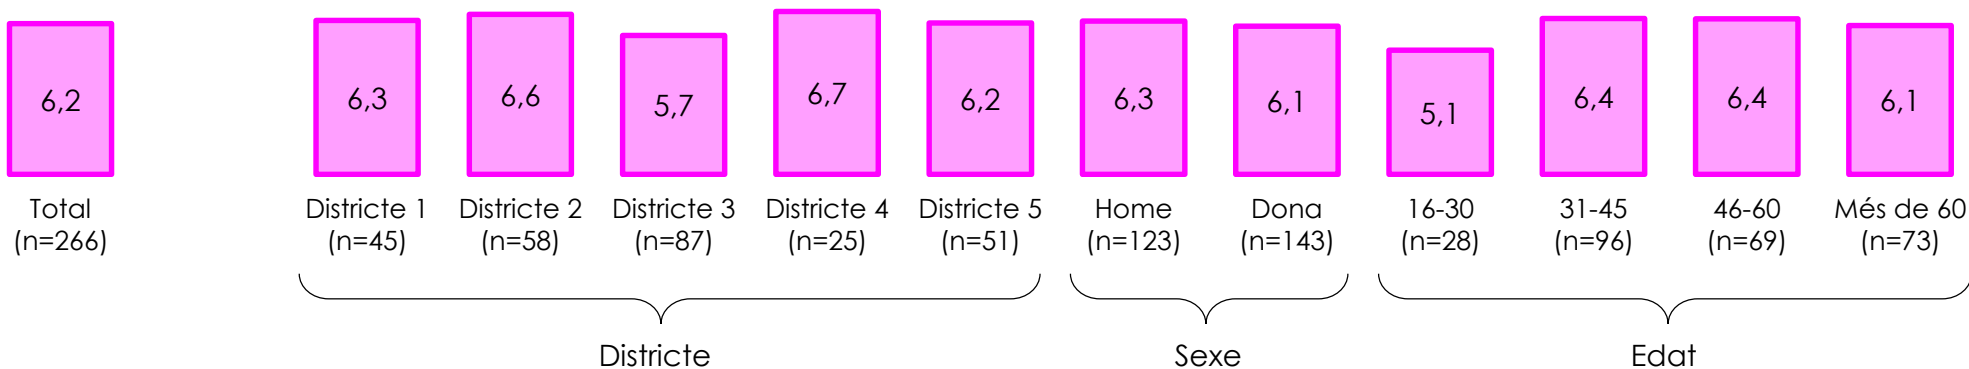 6,2
6,3
6,6
5,7
6,7
6,2
6,3
6,1
5,1
6,4
6,4
6,1
Total
(n=266)
Districte 1
(n=45)
Districte 2
(n=58)
Districte 3
(n=87)
Districte 4
(n=25)
Districte 5
(n=51)
Home
(n=123)
Dona
(n=143)
16-30
(n=28)
31-45
(n=96)
46-60
(n=69)
Més de 60
(n=73)
Districte
Sexe
Edat